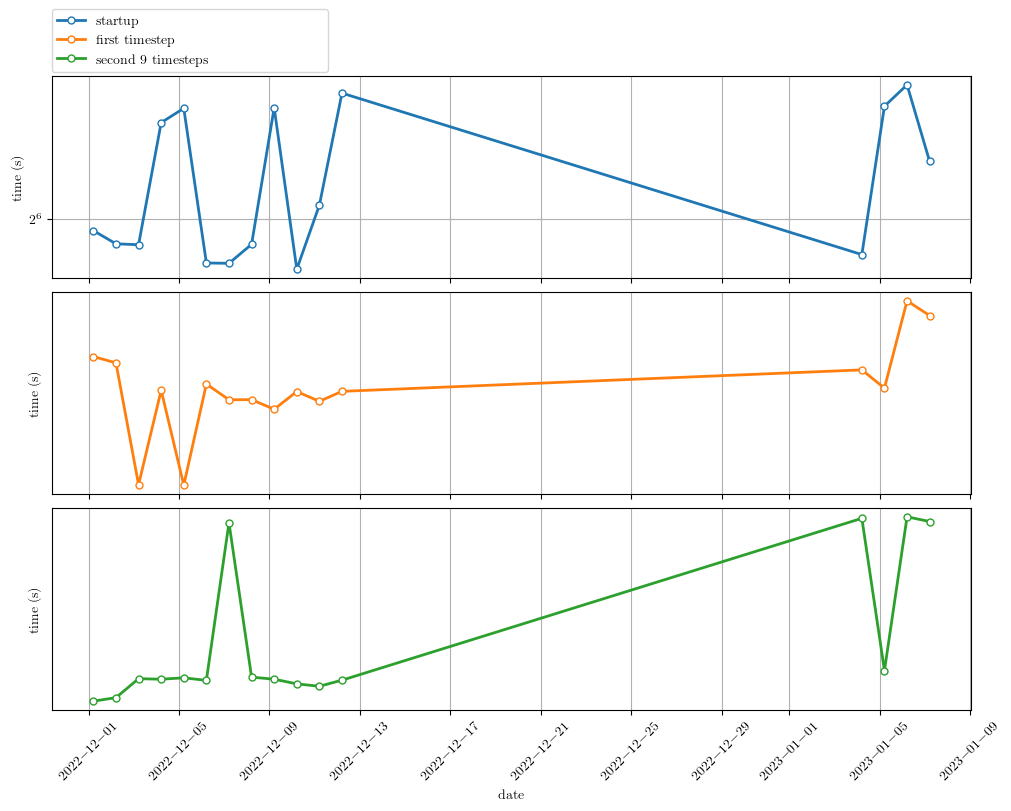 startup
first timestep
second 9 timesteps
time (s)
2⁶
time (s)
time (s)
2022−12−01
2022−12−05
2022−12−09
2022−12−13
2022−12−17
2022−12−21
2022−12−25
2022−12−29
2023−01−01
2023−01−05
2023−01−09
date